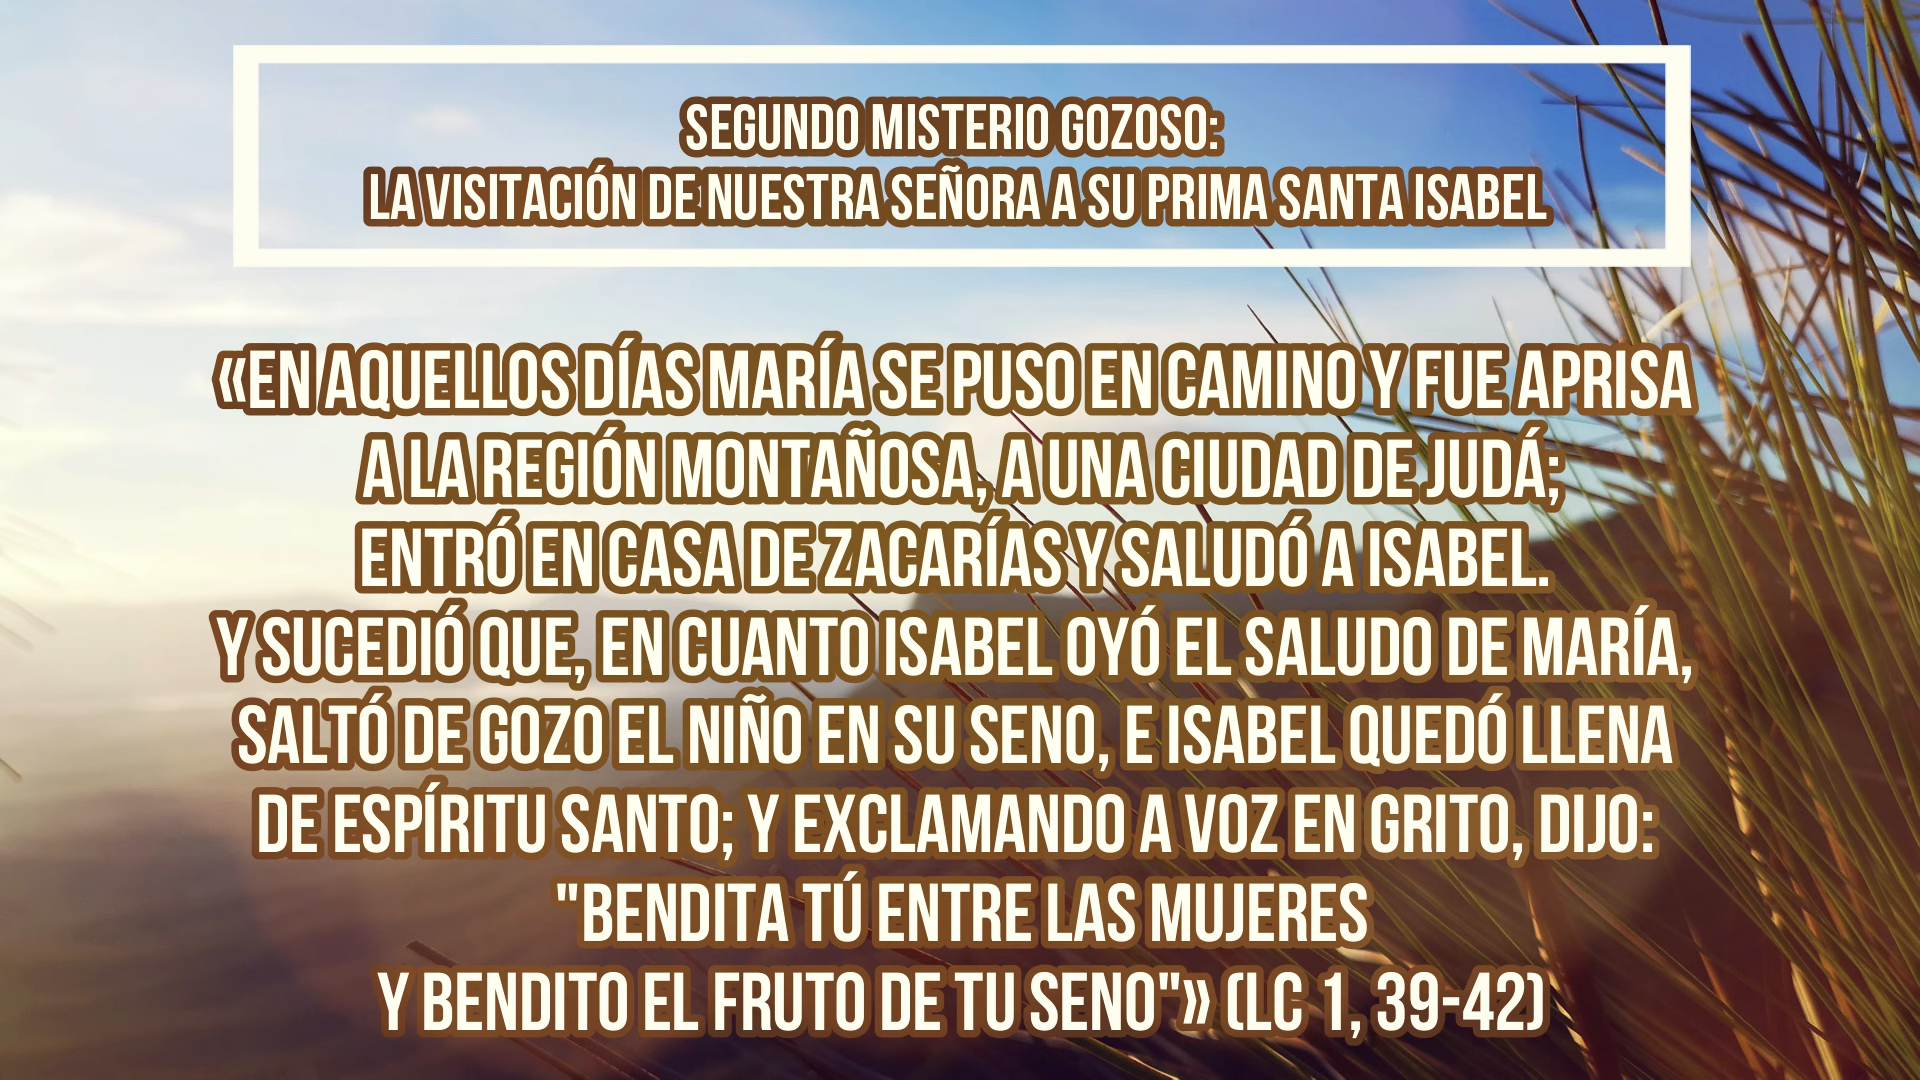 SEGUNDO MISTERIO GOZOSO:
LA VISITACIÓN DE NUESTRA SEÑORA A SU PRIMA SANTA ISABEL
«EN AQUELLOS DÍAS MARÍA SE PUSO EN CAMINO Y FUE APRISA
A LA REGIÓN MONTAÑOSA, A UNA CIUDAD DE JUDÁ;
ENTRÓ EN CASA DE ZACARÍAS Y SALUDÓ A ISABEL.
Y SUCEDIÓ QUE, EN CUANTO ISABEL OYÓ EL SALUDO DE MARÍA,
SALTÓ DE GOZO EL NIÑO EN SU SENO, E ISABEL QUEDÓ LLENA
DE ESPÍRITU SANTO; Y EXCLAMANDO A VOZ EN GRITO, DIJO:
"BENDITA TÚ ENTRE LAS MUJERES
Y BENDITO EL FRUTO DE TU SENO"» (LC 1, 39-42)